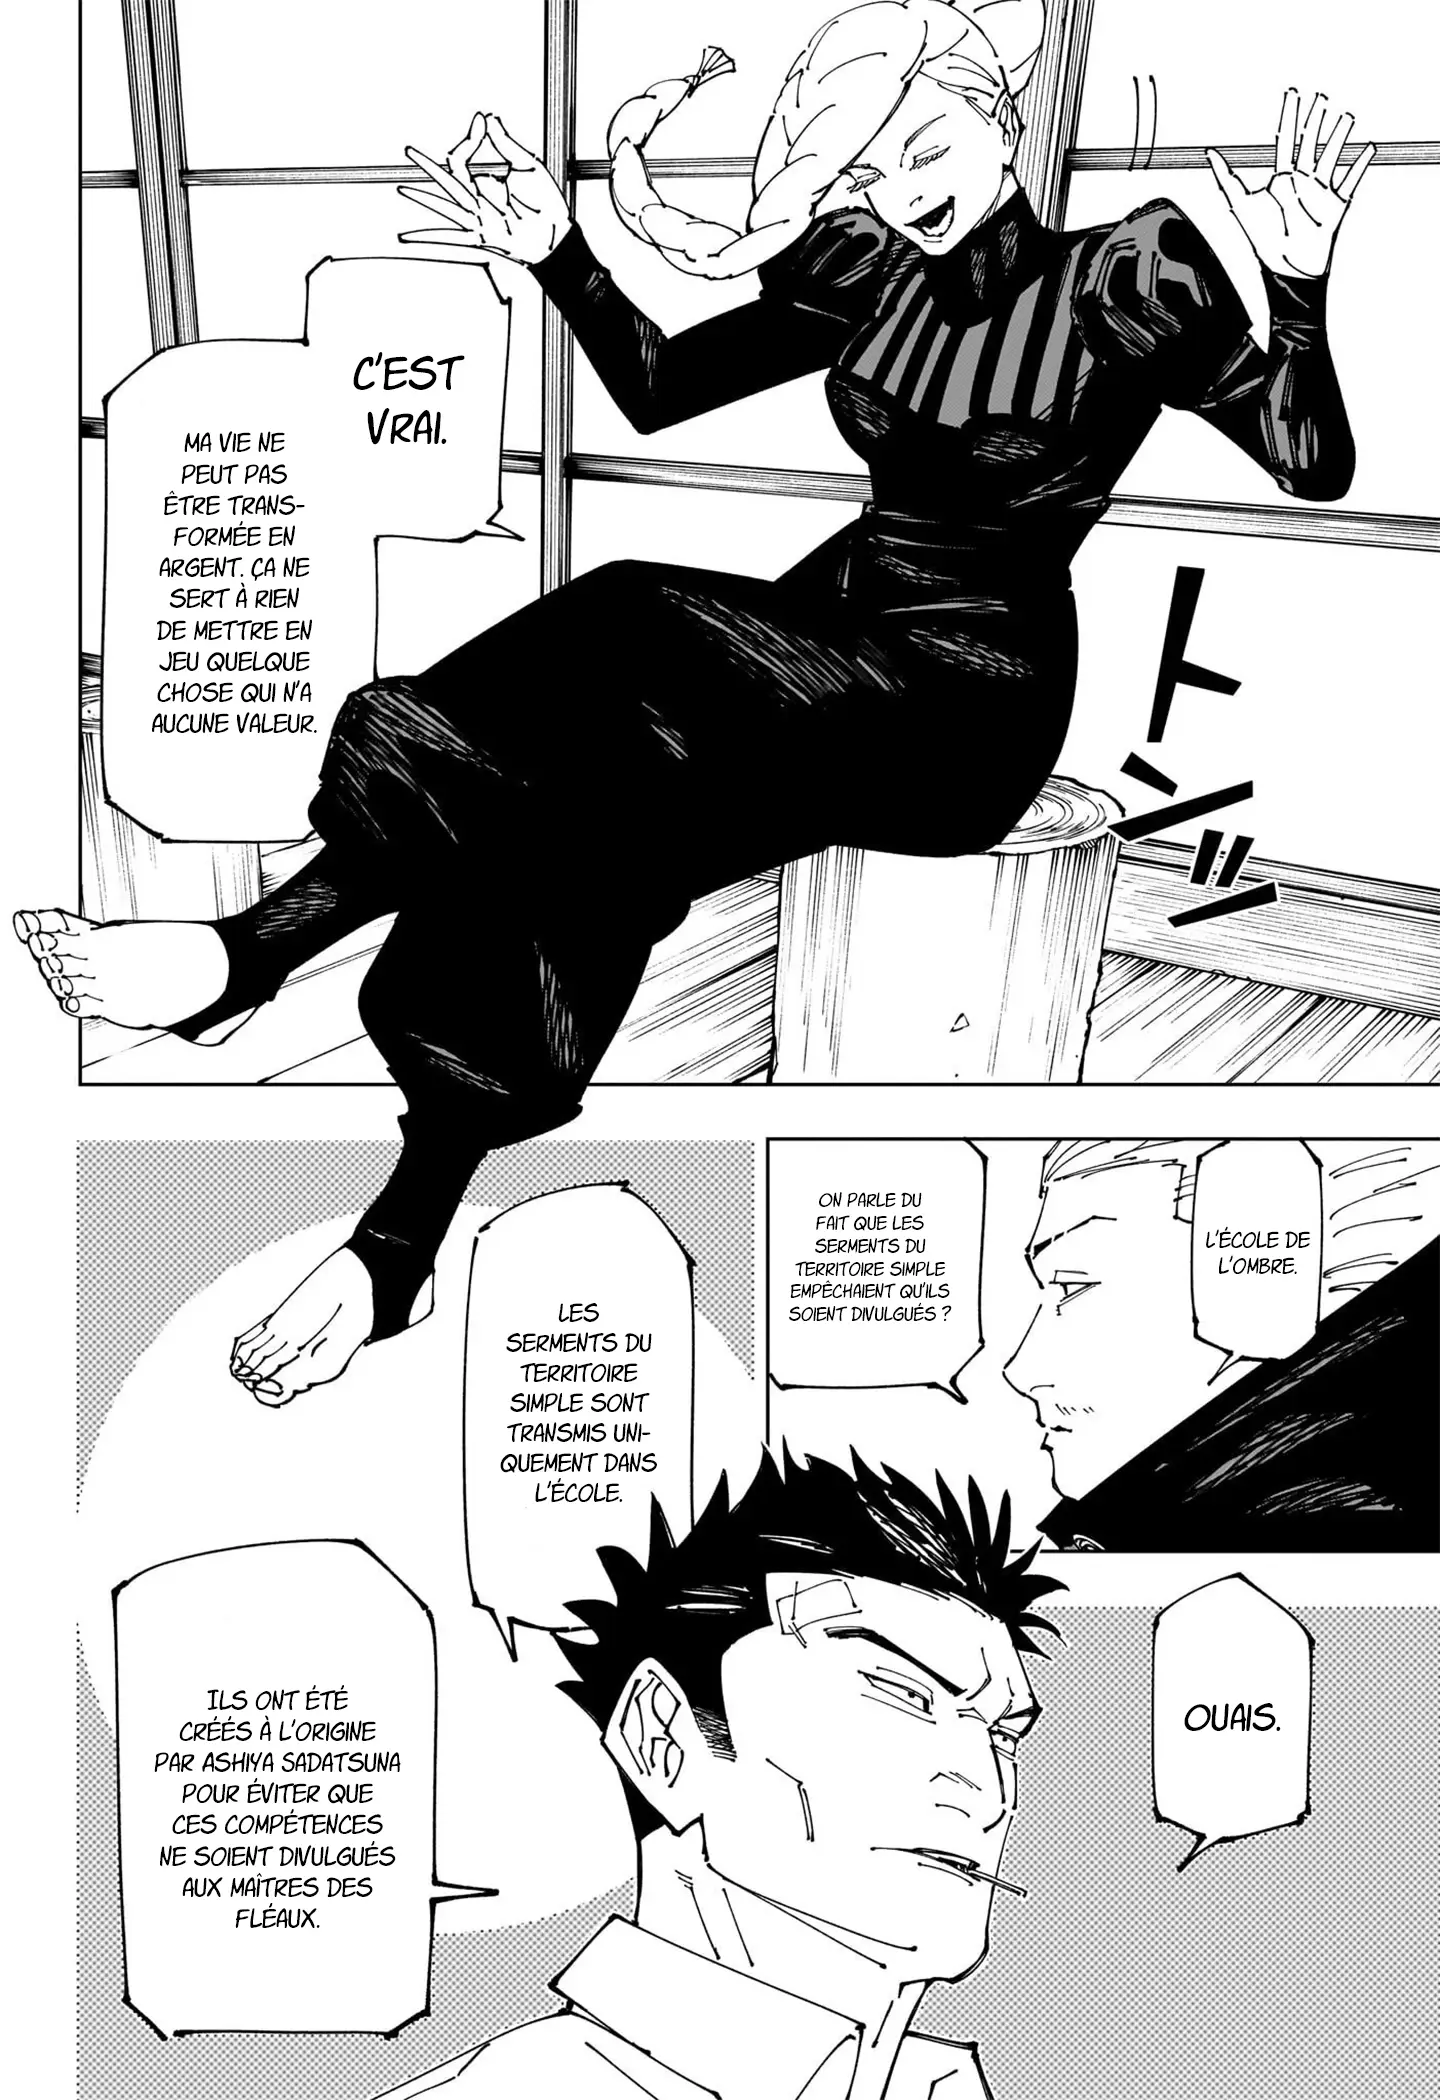 C'EST
VRAI.
MA VIE NE
PEUT PAS
ÊTRE TRANS-
FORMÉE EN
ARGENT. ÇA NE
SERT À RIEN
DE METTRE EN
JEU QUELQUE
CHOSE QUI N'A
AUCUNE VALEUR.
トンッ
L'ÉCOLE DE
L'OMBRE.
ON PARLE DU
FAIT QUE LES
SERMENTS DU
TERRITOIRE SIMPLE
EMPÊCHAIENT QU'ILS
SOIENT DIVULGUÉS ?
OUAIS.
LES
SERMENTS DU
TERRITOIRE
SIMPLE SONT
TRANSMIS UNI-
QUEMENT DANS
L'ÉCOLE.
ILS ONT ÉTÉ
CRÉÉS À L'ORIGINE
PAR ASHIYA SADATSUNA
POUR ÉVITER QUE
CES COMPÉTENCES
NE SOIENT DIVULGUÉS
AUX MAÎTRES DES
FLÉAUX.